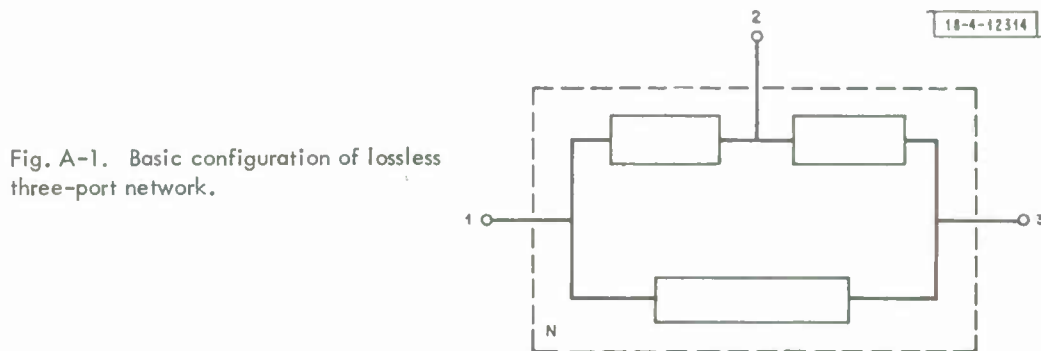 2
18-4-12314
Fig. A-1. Basic configuration of lossless
three-port network.
1
3
N